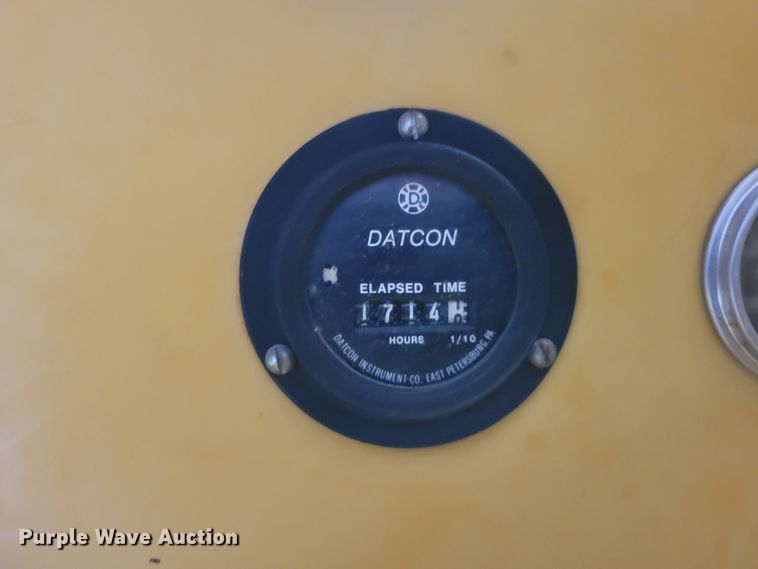 D
DATCON
ELAPSED TIME
1714
HOURS 1/10
DATCON INSTRUMENT CO. EAST PETERSBURG, PA
Purple Wave Auction